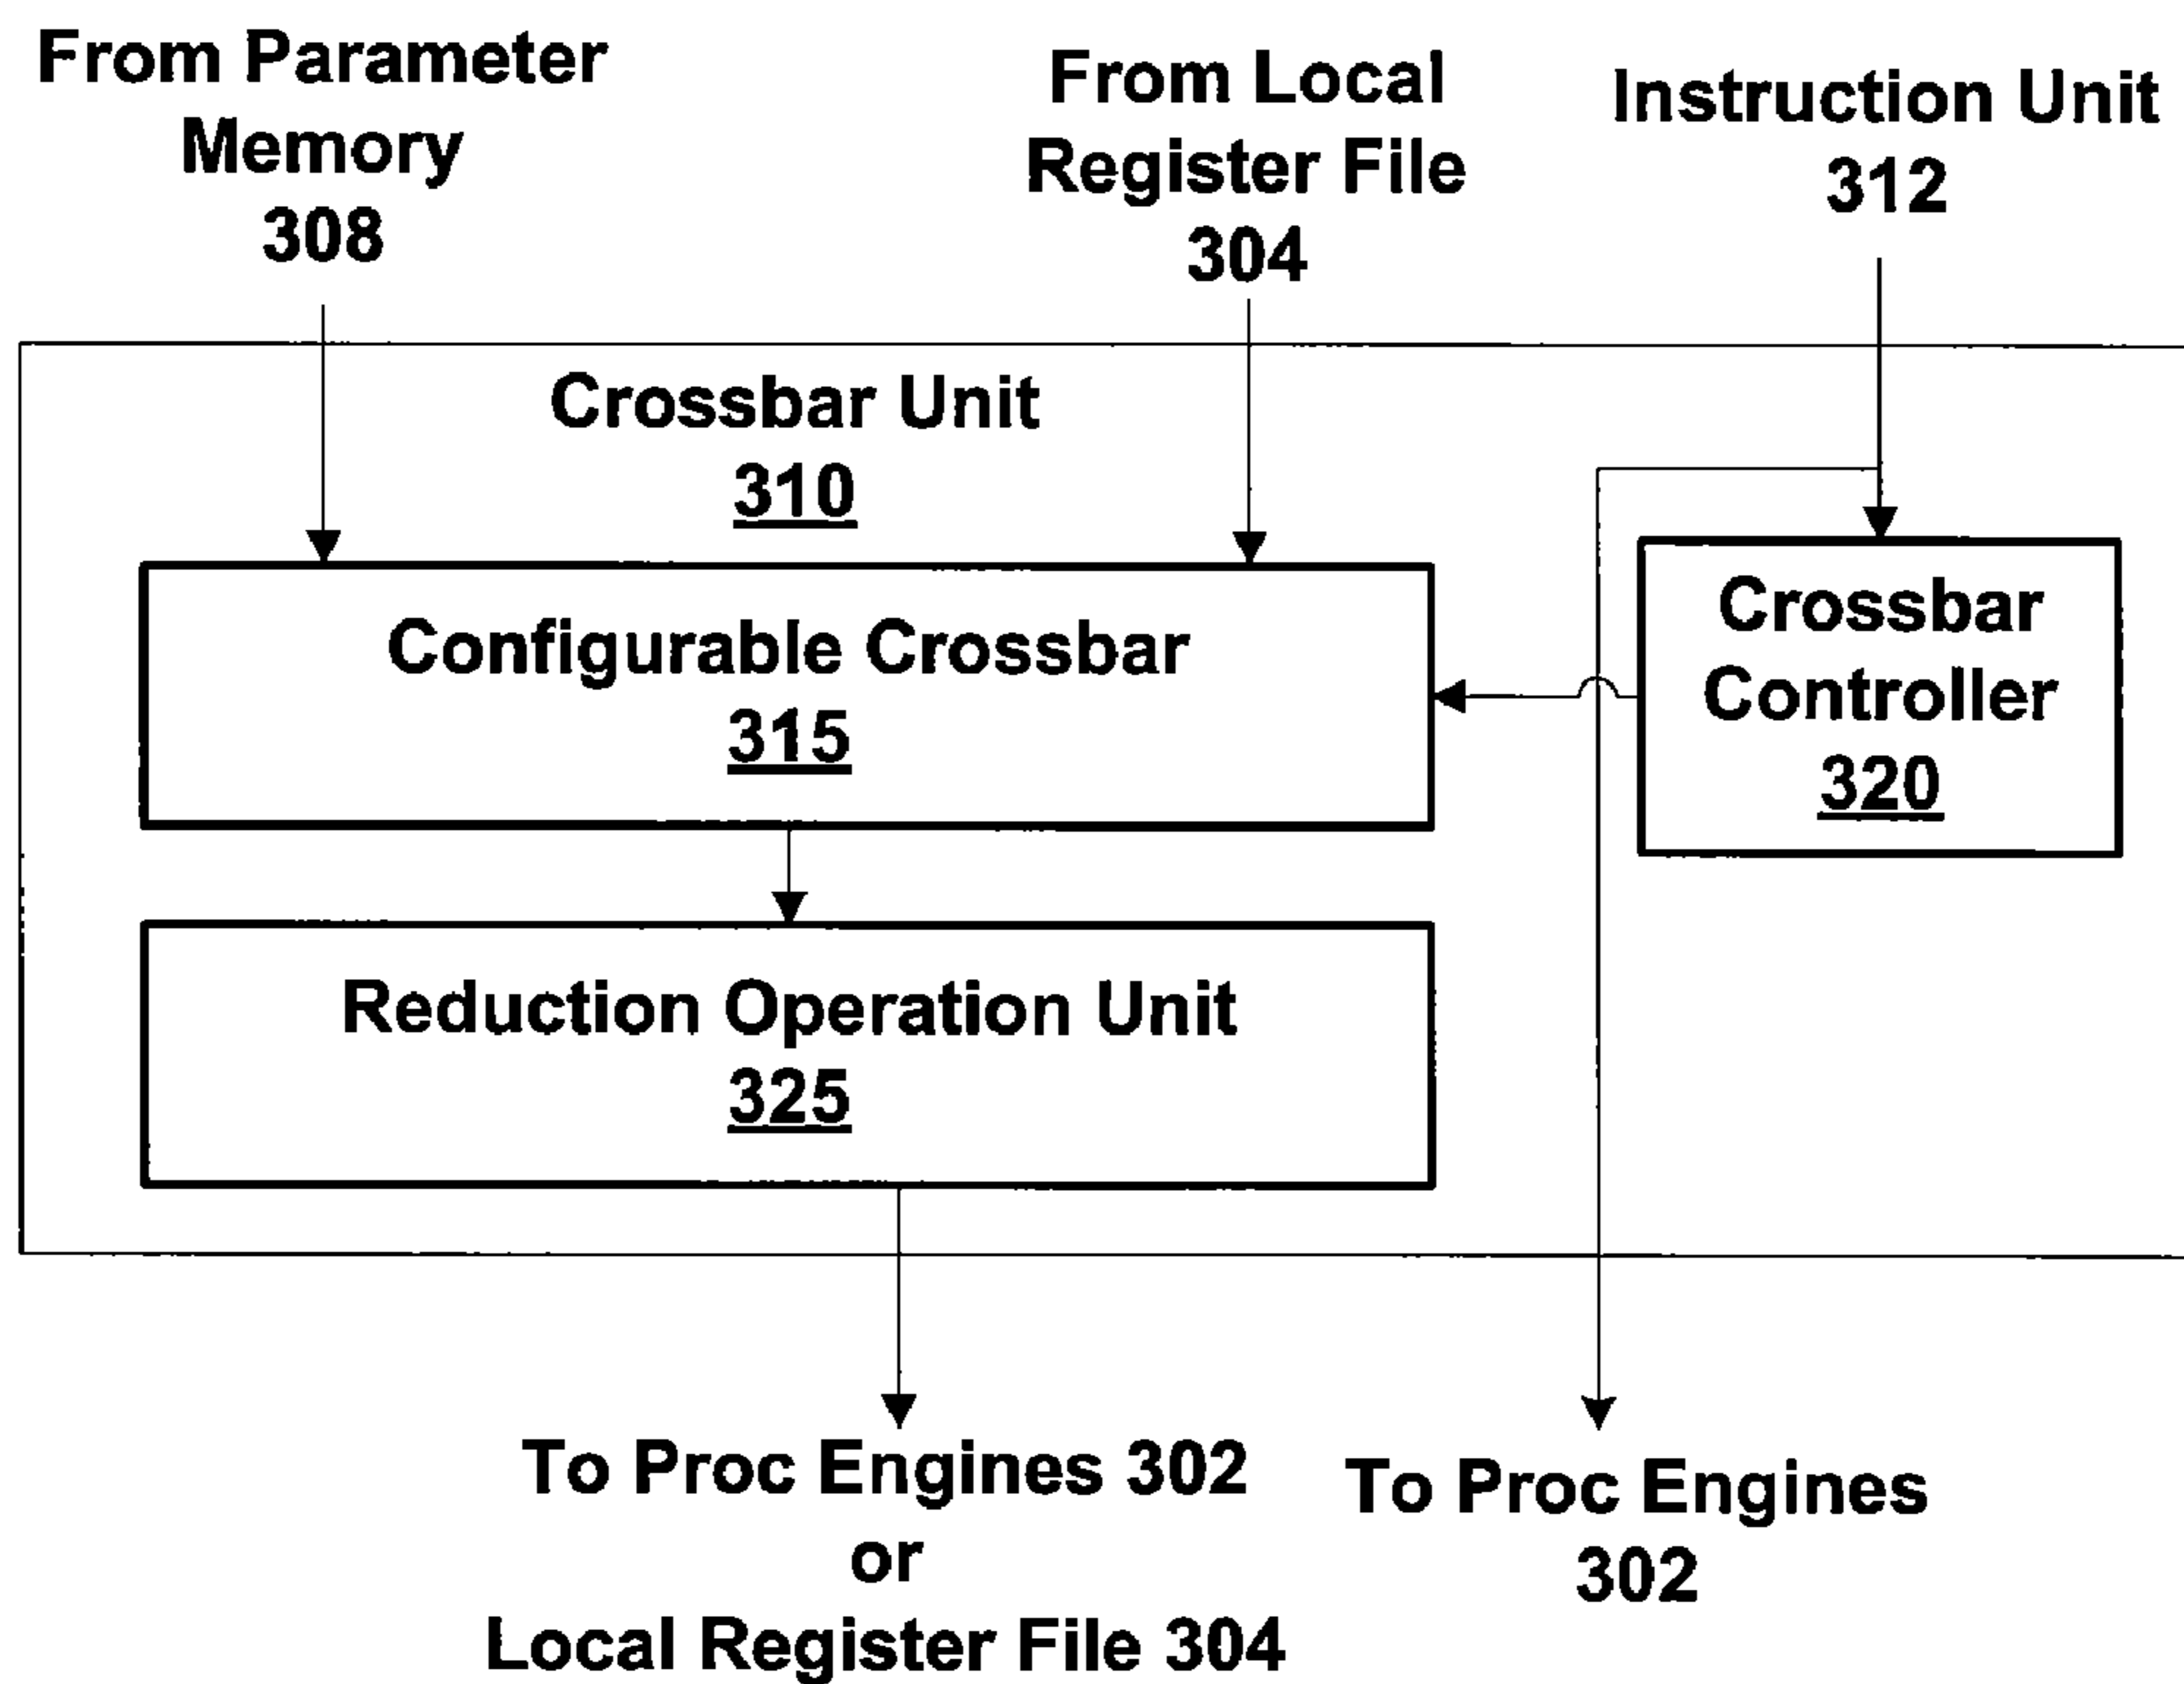 From Parameter
Memory
308
From Local
Register File
304
Instruction Unit
312
Crossbar Unit
310
Configurable Crossbar
315
Crossbar
Controller
320
Reduction Operation Unit
325
To Proc Engines 302
or
Local Register File 304
To Proc Engines
302